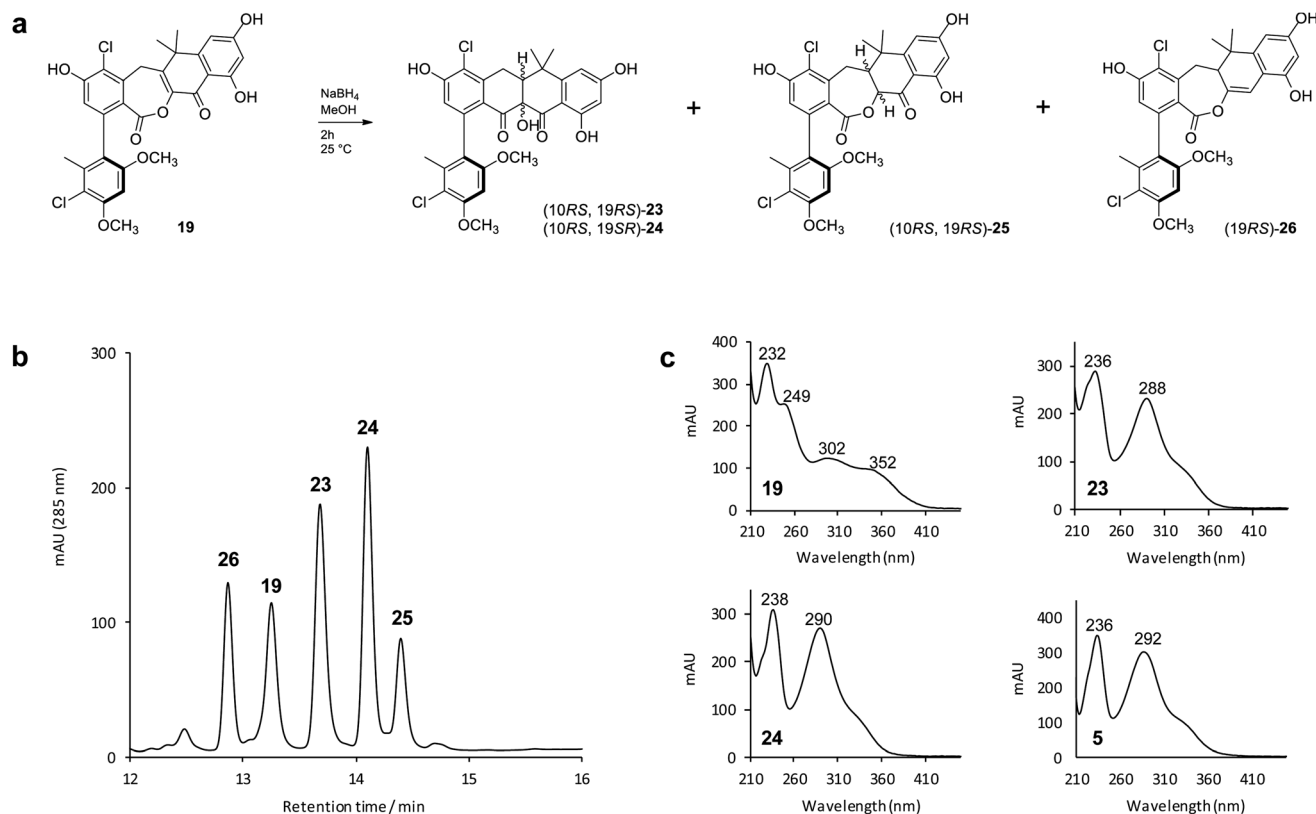 a
Cl
HO
O
O
OH
OH
O
OCH3
Cl
OCH3
19
NaBH4
MeOH
2h
25 °C
Cl
H
HO
OH
O
OH
O
OH
OCH3
Cl
OCH3
(10RS, 19RS)-23
(10RS, 19SR)-24
+
Cl
H
HO
OH
OH
O
O
H
O
OCH3
Cl
OCH3
(10RS, 19RS)-25
+
Cl
HO
OH
OH
O
O
OCH3
Cl
OCH3
(19RS)-26
b
300
200
100
0
mAU (285 nm)
26
19
23
24
25
12
13
14
15
16
Retention time / min
c
400
300
200
100
0
mAU
232
249
302
352
19
210 260 310 360 410
Wavelength (nm)
300
200
100
0
mAU
236
288
23
210 260 310 360 410
Wavelength (nm)
300
200
100
0
mAU
238
290
24
210 260 310 360 410
Wavelength (nm)
400
300
200
100
0
mAU
236
292
5
210 260 310 360 410
Wavelength (nm)